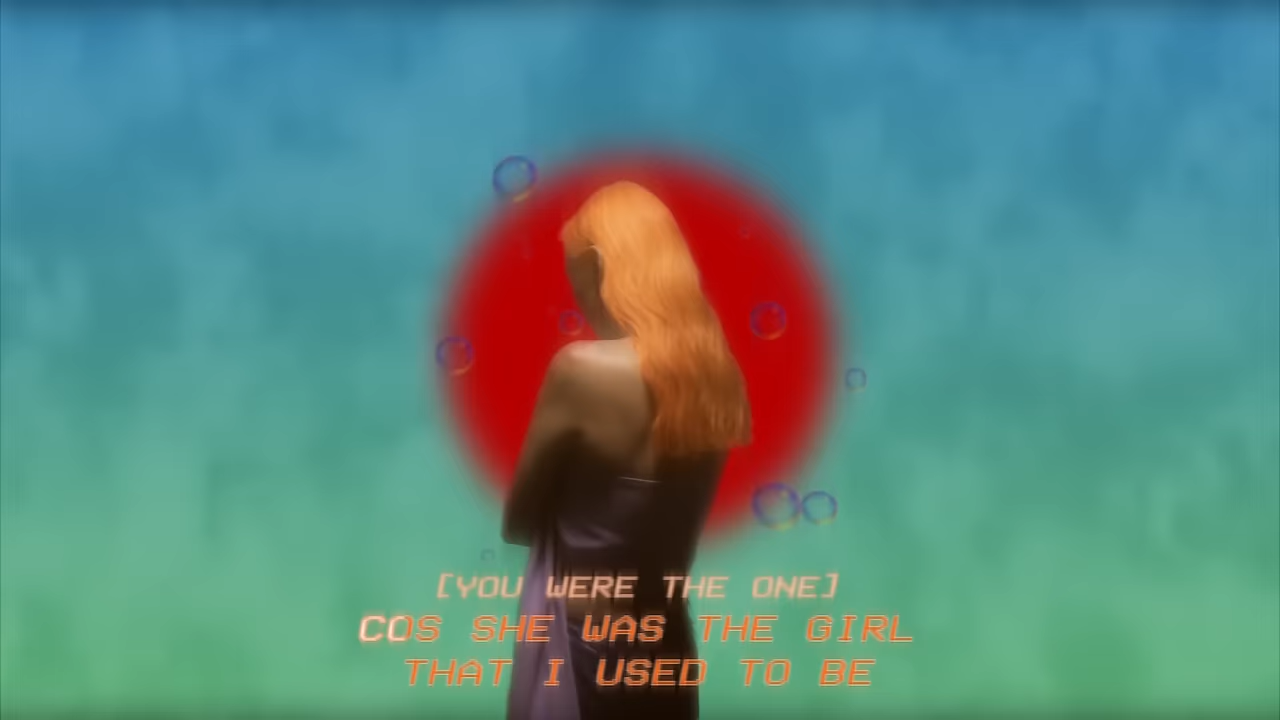 [YOU WERE THE ONE]
COS SHE WAS THE GIRL
THAT I USED TO BE